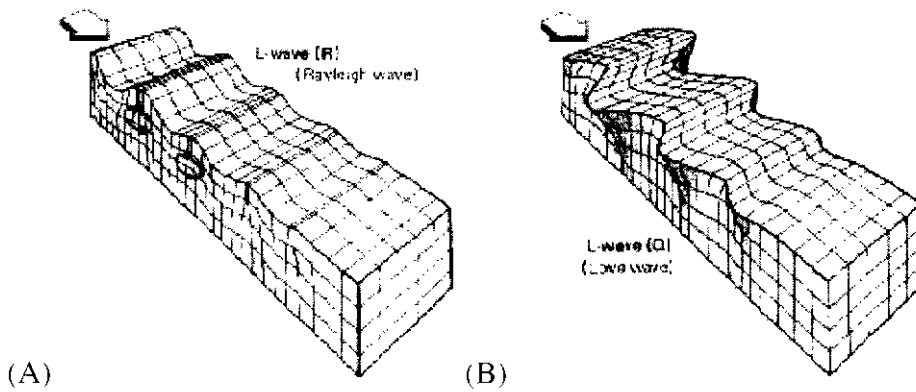 L-wave (R)
(Rayleigh wave)
L-wave (Q)
(Love wave)
(A)
(B)